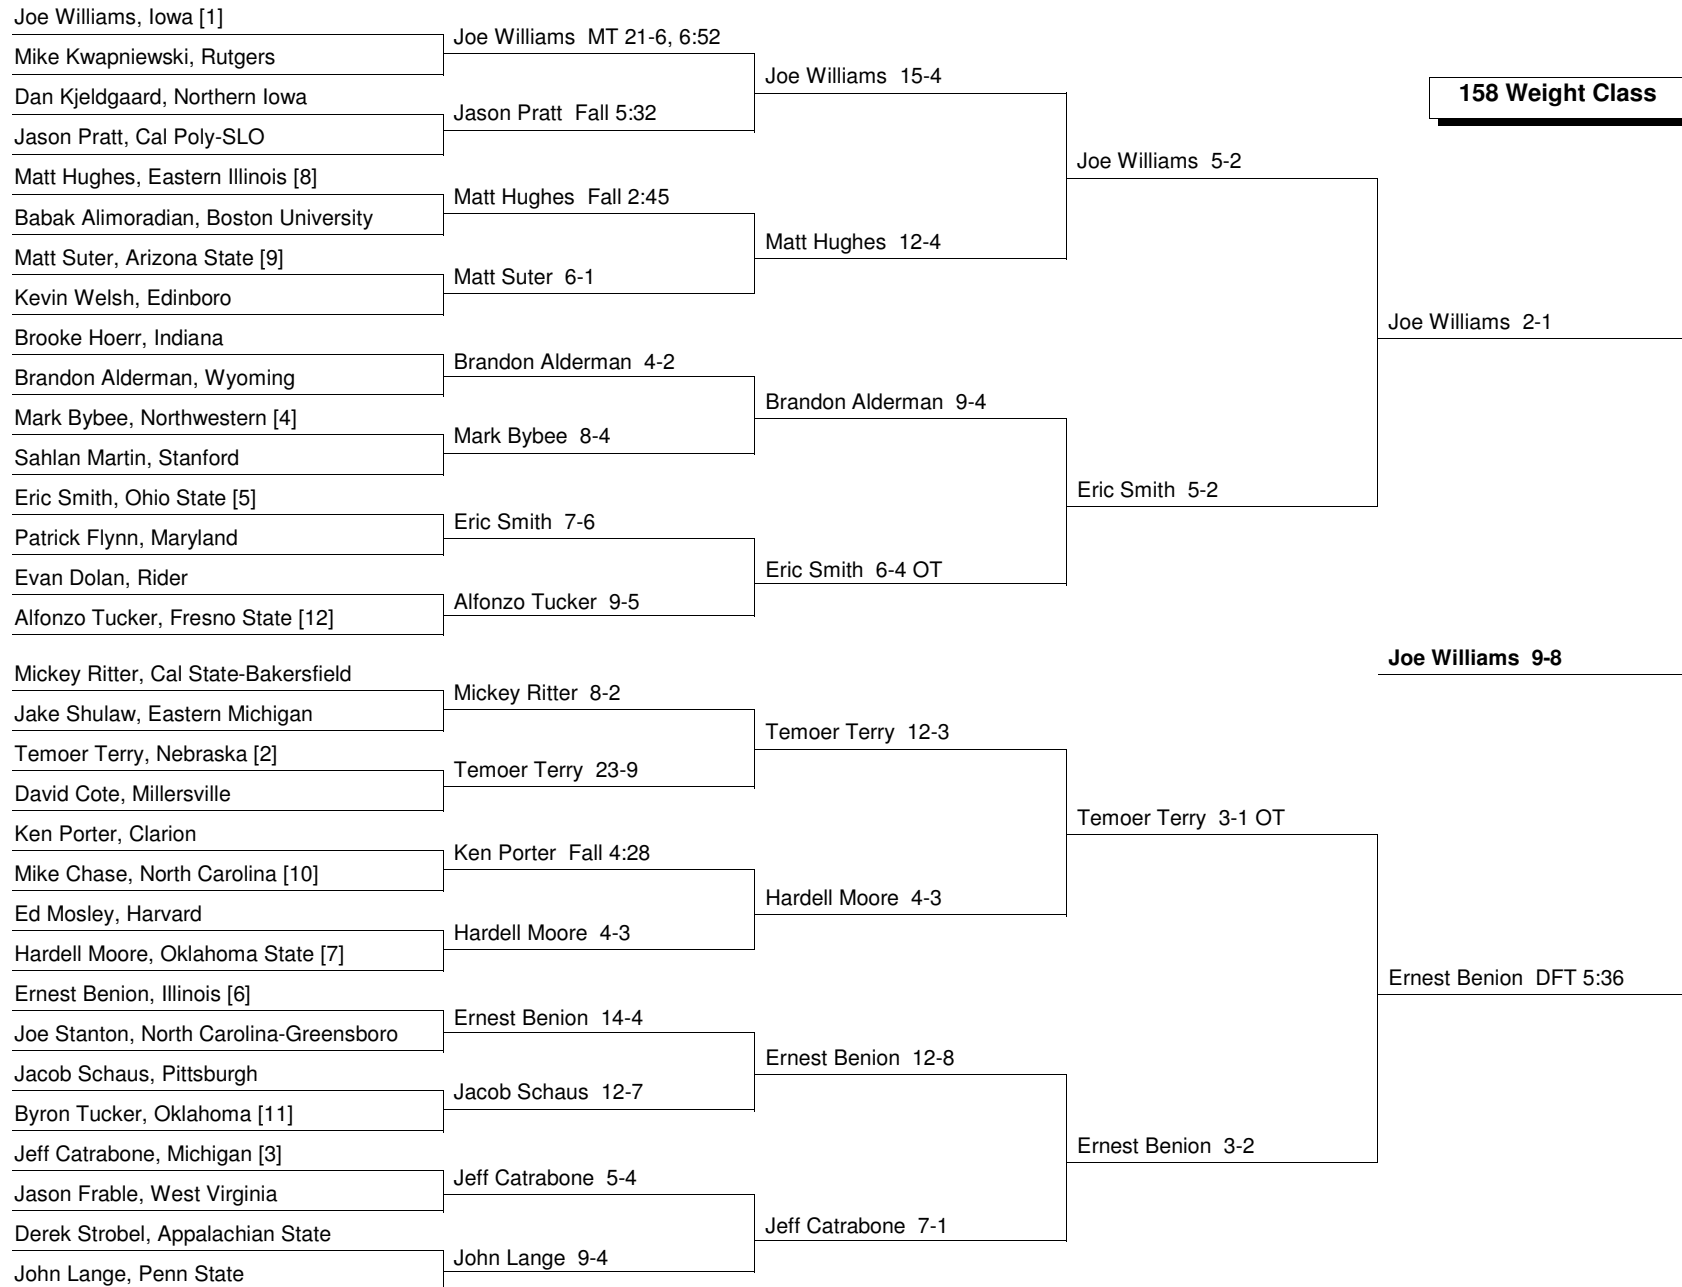 Joe Williams, Iowa [1]
Mike Kwapniewski, Rutgers
Dan Kjeldgaard, Northern Iowa
Jason Pratt, Cal Poly-SLO
Matt Hughes, Eastern Illinois [8]
Babak Alimoradian, Boston University
Matt Suter, Arizona State [9]
Kevin Welsh, Edinboro
Brooke Hoerr, Indiana
Brandon Alderman, Wyoming
Mark Bybee, Northwestern [4]
Sahlan Martin, Stanford
Eric Smith, Ohio State [5]
Patrick Flynn, Maryland
Evan Dolan, Rider
Alfonzo Tucker, Fresno State [12]
Mickey Ritter, Cal State-Bakersfield
Jake Shulaw, Eastern Michigan
Temoer Terry, Nebraska [2]
David Cote, Millersville
Ken Porter, Clarion
Mike Chase, North Carolina [10]
Ed Mosley, Harvard
Hardell Moore, Oklahoma State [7]
Ernest Benion, Illinois [6]
Joe Stanton, North Carolina-Greensboro
Jacob Schaus, Pittsburgh
Byron Tucker, Oklahoma [11]
Jeff Catrabone, Michigan [3]
Jason Frable, West Virginia
Derek Strobel, Appalachian State
John Lange, Penn State
Joe Williams MT 21-6, 6:52
Jason Pratt Fall 5:32
Matt Hughes Fall 2:45
Matt Suter 6-1
Brandon Alderman 4-2
Mark Bybee 8-4
Eric Smith 7-6
Alfonzo Tucker 9-5
Mickey Ritter 8-2
Temoer Terry 23-9
Ken Porter Fall 4:28
Hardell Moore 4-3
Ernest Benion 14-4
Jacob Schaus 12-7
Jeff Catrabone 5-4
John Lange 9-4
Joe Williams 15-4
Matt Hughes 12-4
Brandon Alderman 9-4
Eric Smith 6-4 OT
Temoer Terry 12-3
Hardell Moore 4-3
Ernest Benion 12-8
Jeff Catrabone 7-1
Joe Williams 5-2
Eric Smith 5-2
Temoer Terry 3-1 OT
Ernest Benion 3-2
158 Weight Class
Joe Williams 2-1
Joe Williams 9-8
Ernest Benion DFT 5:36